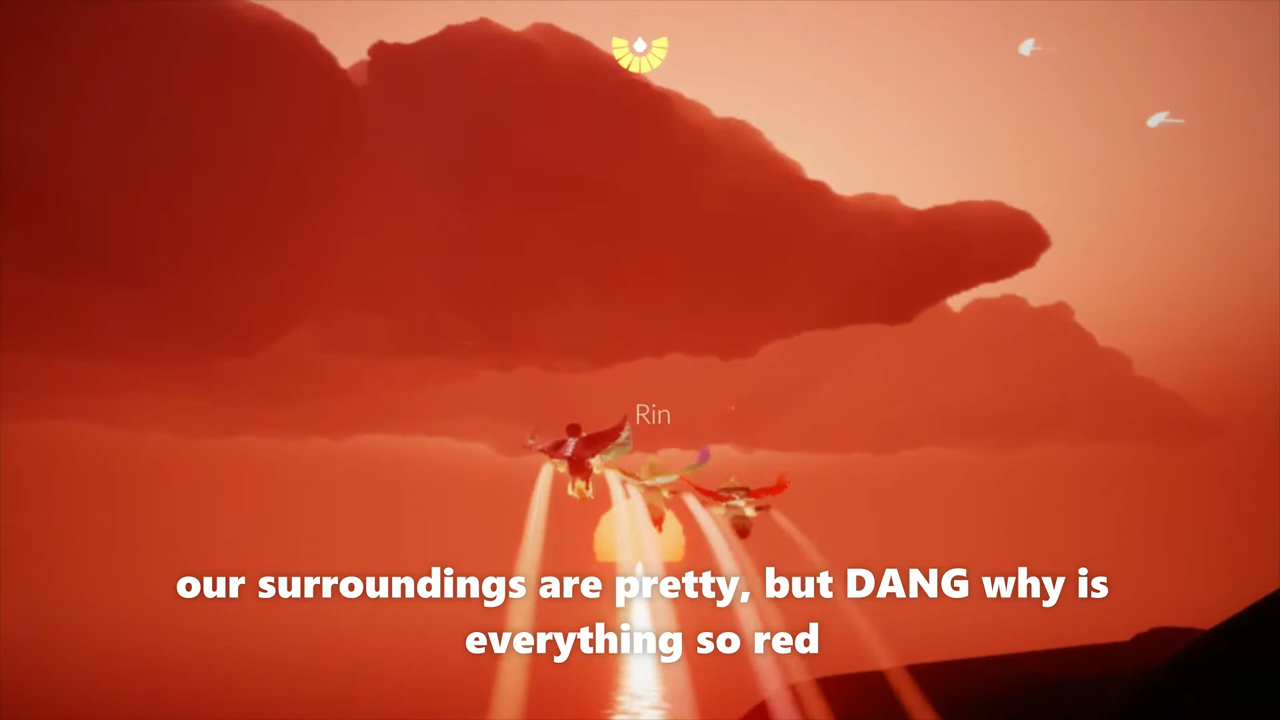 Rin
our surroundings are pretty, but DANG why is
everything so red